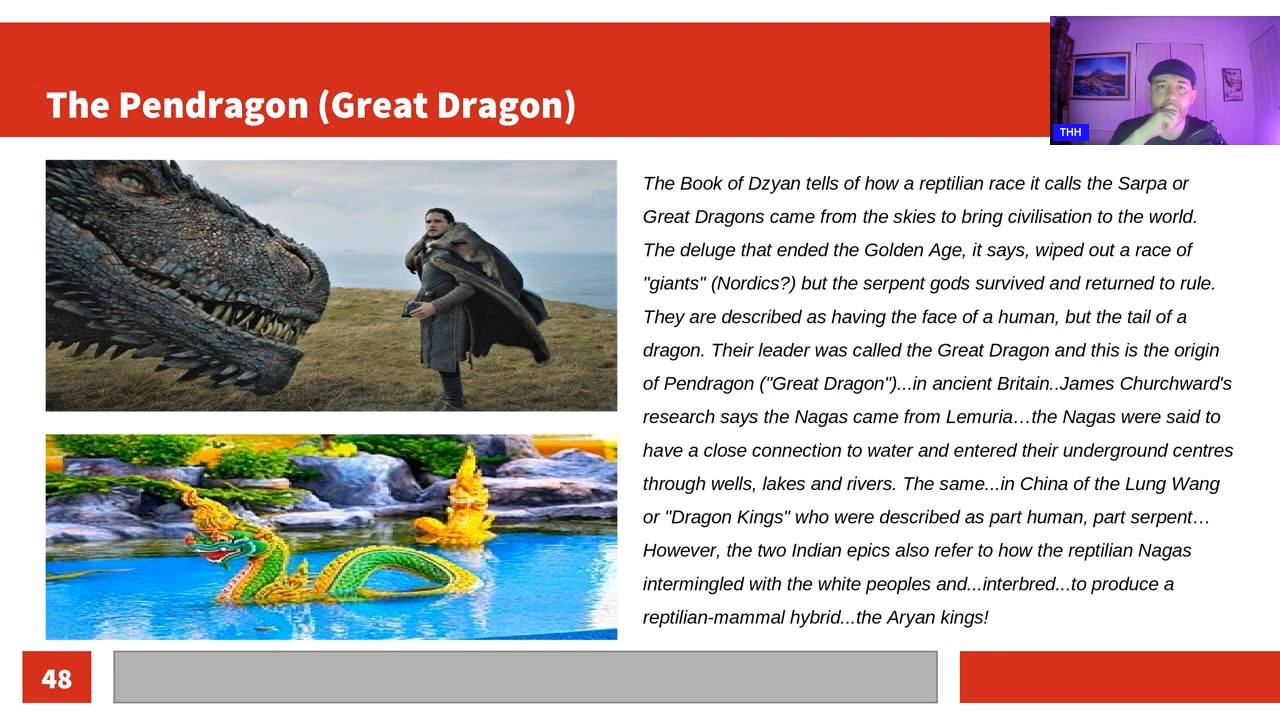 The Pendragon (Great Dragon)
THH
The Book of Dzyan tells of how a reptilian race it calls the Sarpa or
Great Dragons came from the skies to bring civilisation to the world.
The deluge that ended the Golden Age, it says, wiped out a race of
"giants" (Nordics?) but the serpent gods survived and returned to rule.
They are described as having the face of a human, but the tail of a
dragon. Their leader was called the Great Dragon and this is the origin
of Pendragon ("Great Dragon")...in ancient Britain..James Churchward's
research says the Nagas came from Lemuria…the Nagas were said to
have a close connection to water and entered their underground centres
through wells, lakes and rivers. The same...in China of the Lung Wang
or "Dragon Kings" who were described as part human, part serpent…
However, the two Indian epics also refer to how the reptilian Nagas
intermingled with the white peoples and...interbred...to produce a
reptilian-mammal hybrid...the Aryan kings!
48